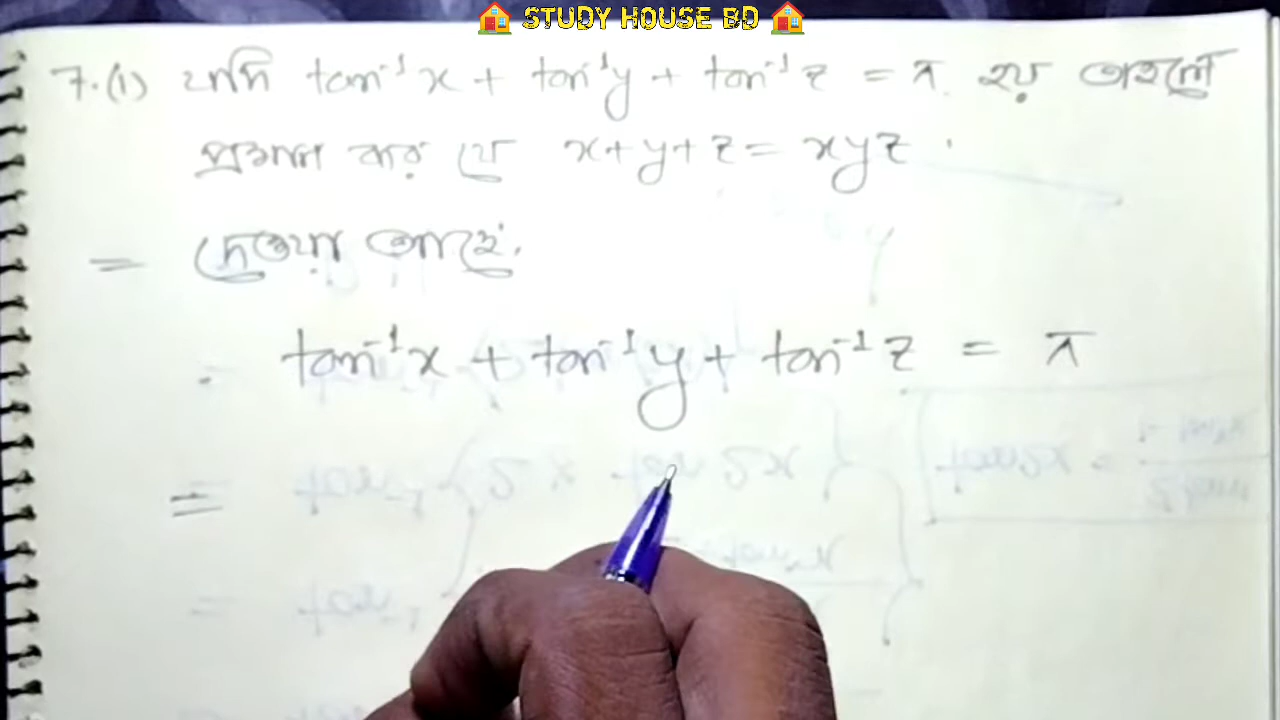 🏠 STUDY HOUSE BD 🏠
7.(i) যদি tan⁻¹x + tan⁻¹y + tan⁻¹z = π হয় তাহলে
প্রমাণ কর যে x+y+z = xyz .
= দেওয়া আছে,
tan⁻¹x + tan⁻¹y + tan⁻¹z = π
=